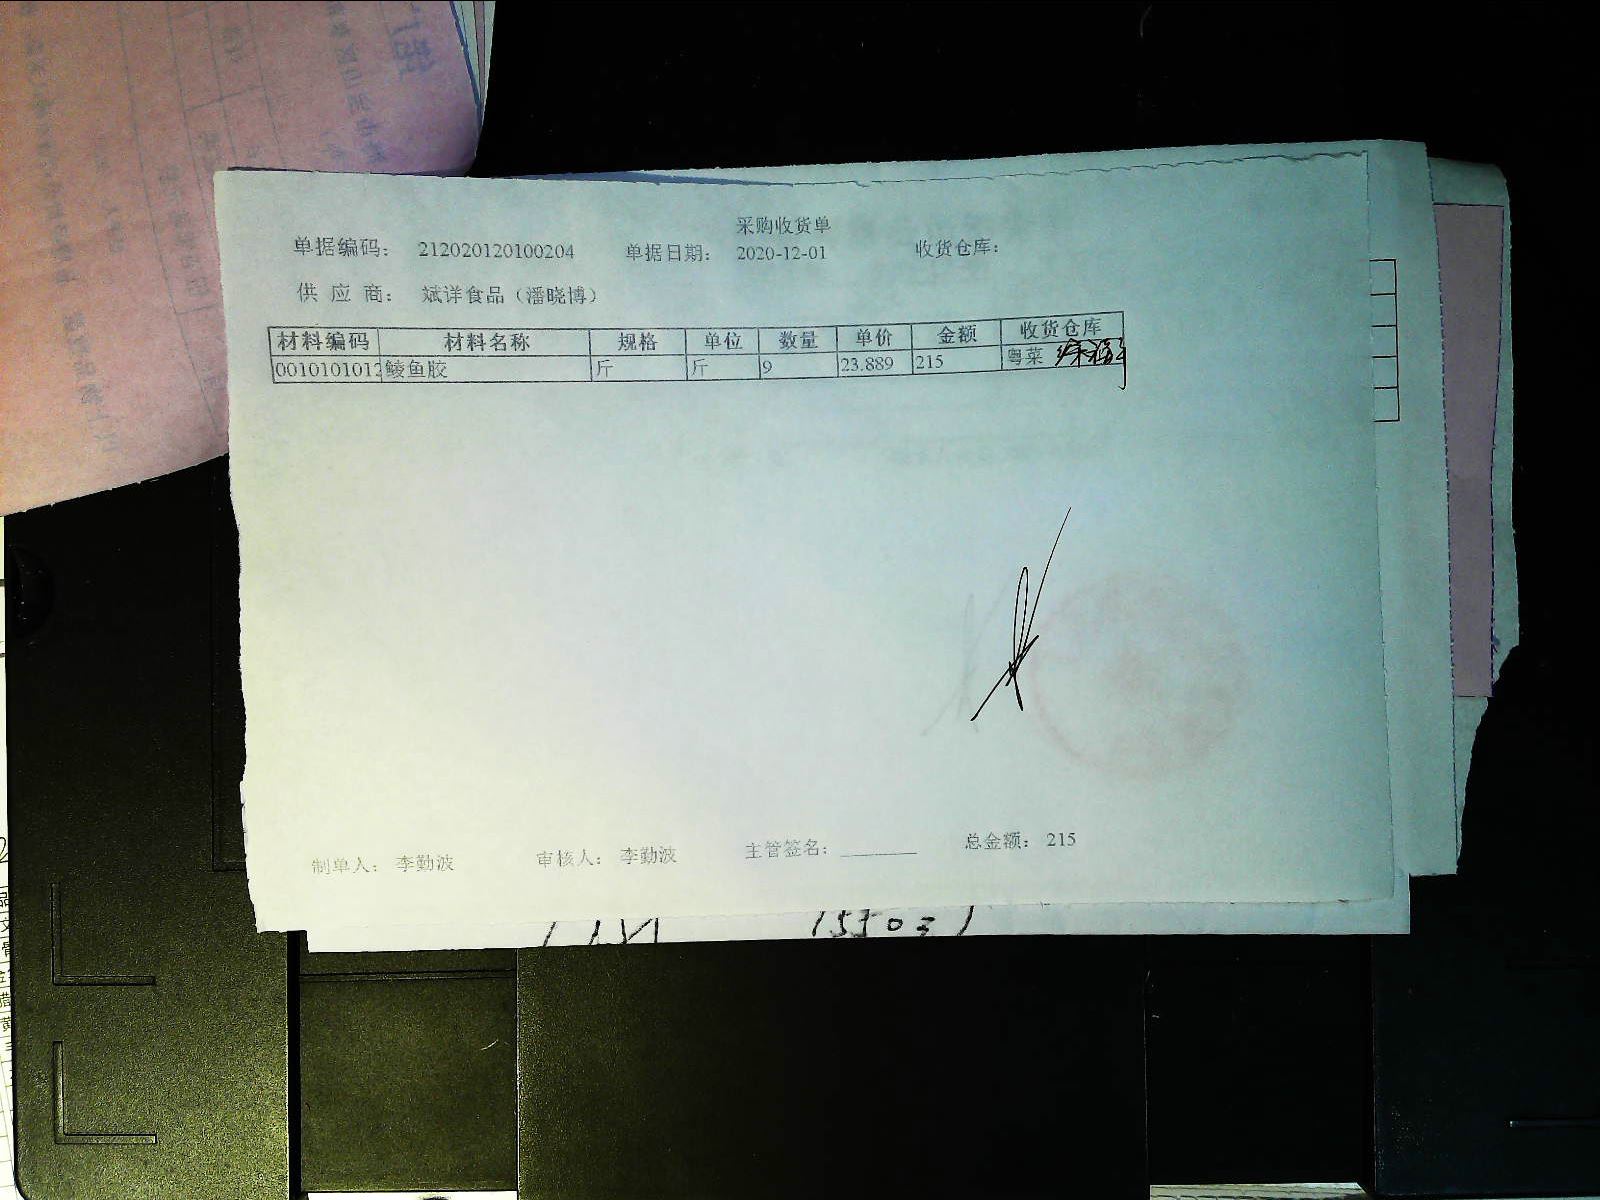 采购收货单
单据编码： 212020120100204 单据日期： 2020-12-01 收货仓库：
供 应 商： 斌详食品（潘晓博）
材料编码 材料名称 规格 单位 数量 单价 金额 收货仓库
0010101012 鲮鱼胶 斤 斤 9 23.889 215 粤菜
制单人： 李勤波 审核人： 李勤波 主管签名： ________ 总金额： 215